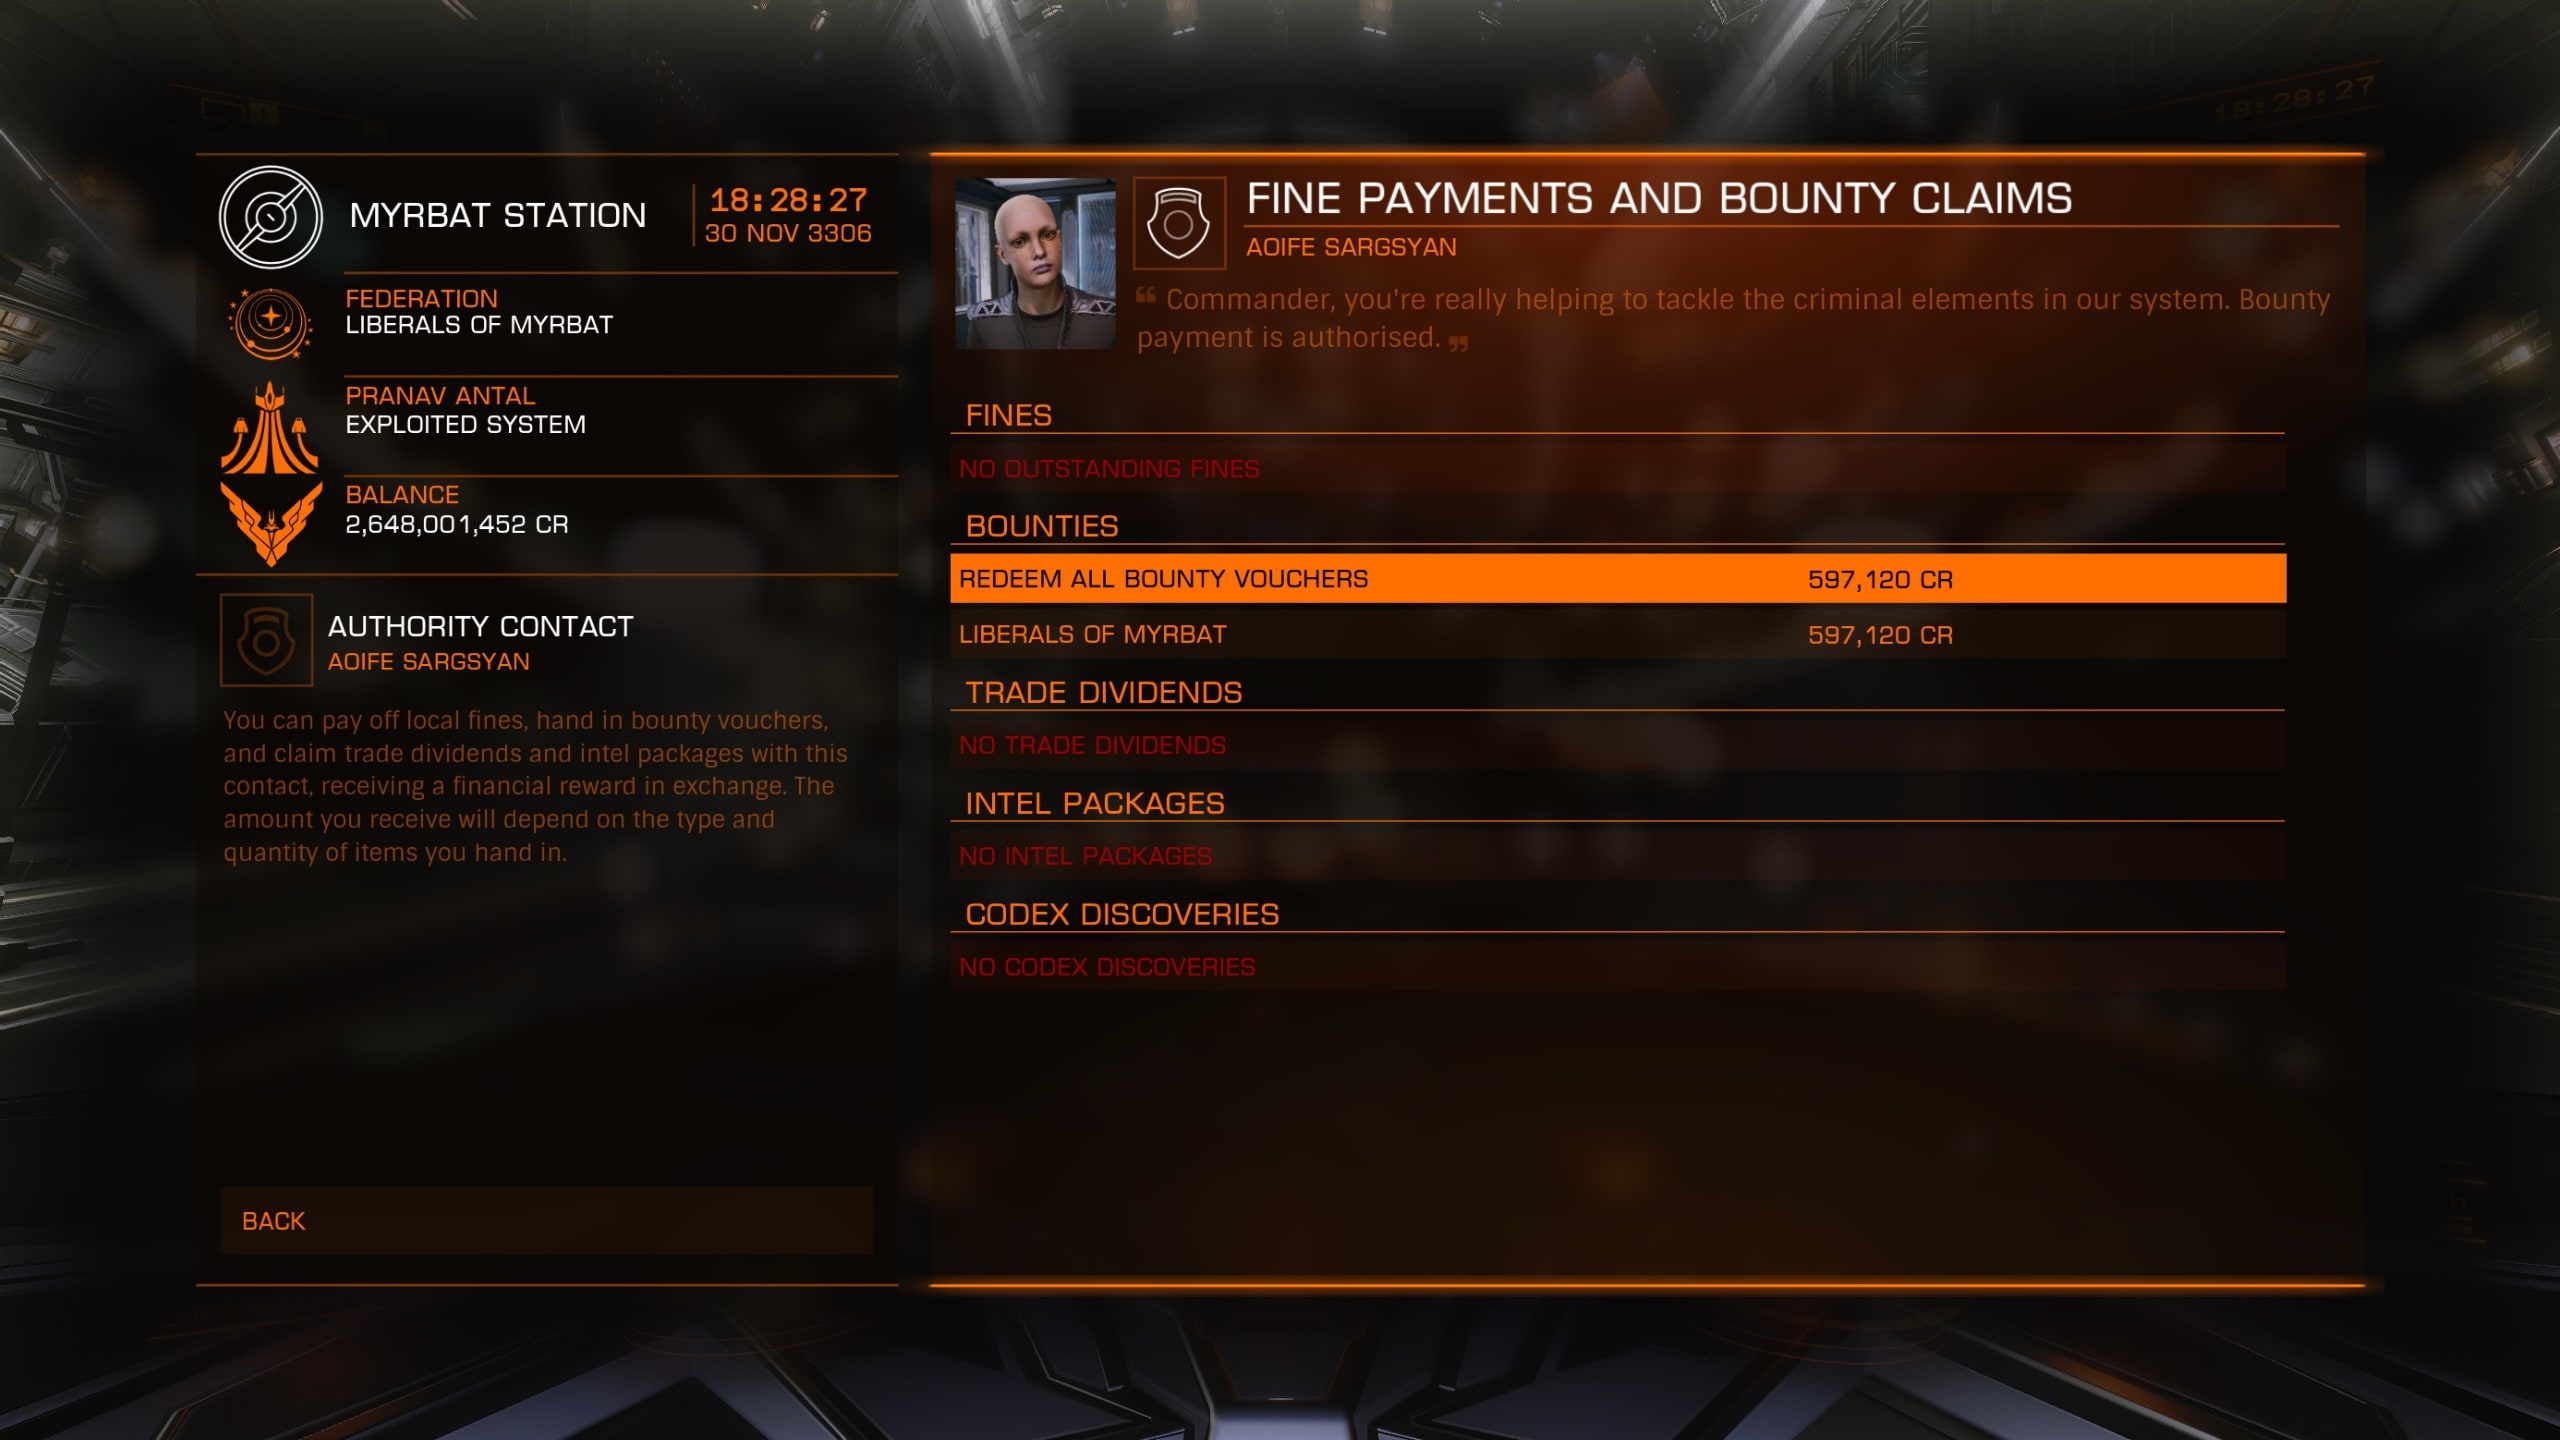 MYRBAT STATION
18:28:27
30 NOV 3306
FEDERATION
LIBERALS OF MYRBAT
PRANAV ANTAL
EXPLOITED SYSTEM
BALANCE
2,648,001,452 CR
AUTHORITY CONTACT
AOIFE SARGSYAN
You can pay off local fines, hand in bounty vouchers,
and claim trade dividends and intel packages with this
contact, receiving a financial reward in exchange. The
amount you receive will depend on the type and
quantity of items you hand in.
BACK
18:28:27
FINE PAYMENTS AND BOUNTY CLAIMS
AOIFE SARGSYAN
“ Commander, you're really helping to tackle the criminal elements in our system. Bounty
payment is authorised. ”
FINES
NO OUTSTANDING FINES
BOUNTIES
REDEEM ALL BOUNTY VOUCHERS 597,120 CR
LIBERALS OF MYRBAT 597,120 CR
TRADE DIVIDENDS
NO TRADE DIVIDENDS
INTEL PACKAGES
NO INTEL PACKAGES
CODEX DISCOVERIES
NO CODEX DISCOVERIES